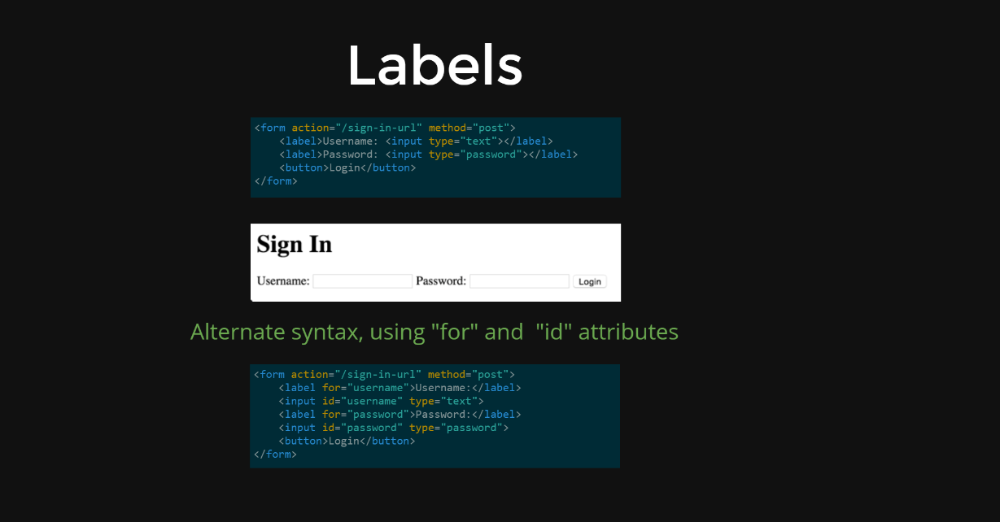 Labels
<form action="/sign-in-url" method="post">
    <label>Username: <input type="text"></label>
    <label>Password: <input type="password"></label>
    <button>Login</button>
</form>
Sign In
Username: Password: Login
Alternate syntax, using "for" and  "id" attributes
<form action="/sign-in-url" method="post">
    <label for="username">Username:</label>
    <input id="username" type="text">
    <label for="password">Password:</label>
    <input id="password" type="password">
    <button>Login</button>
</form>